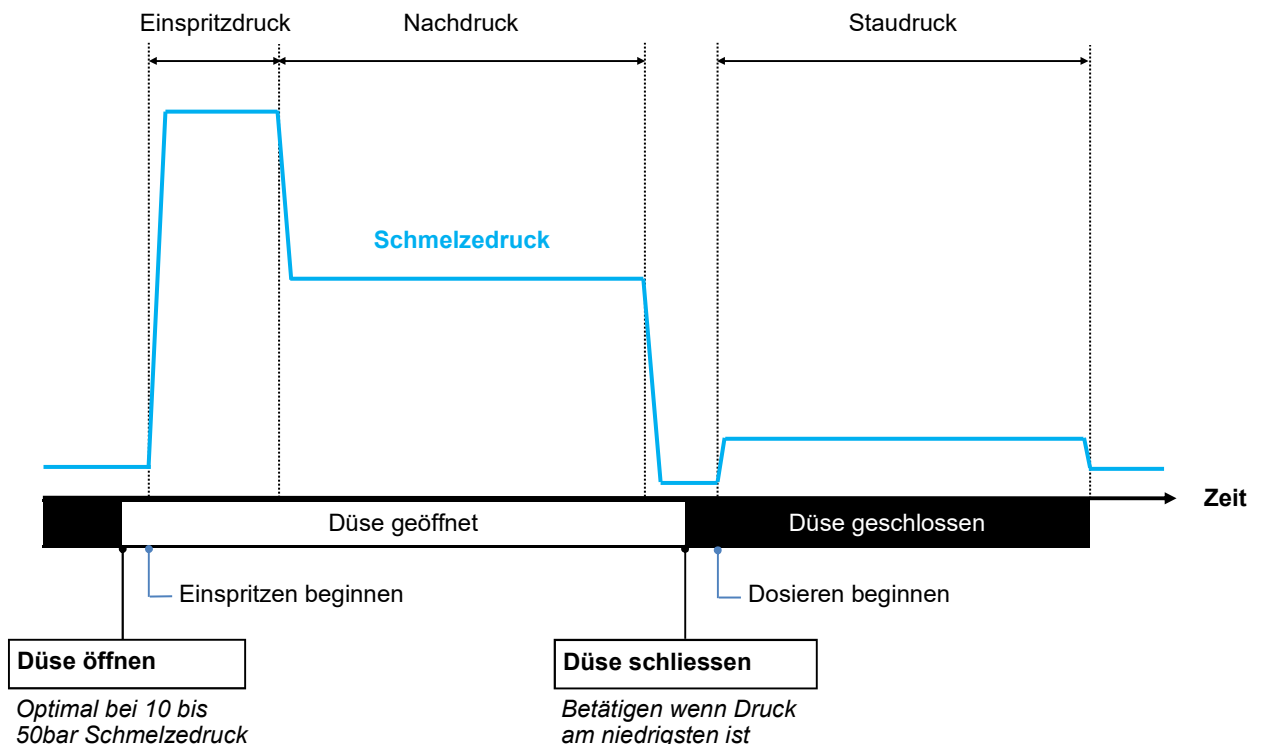 Einspritzdruck
Nachdruck
Staudruck
Schmelzedruck
Zeit
Düse geöffnet
Düse geschlossen
Einspritzen beginnen
Dosieren beginnen
Düse öffnen
Optimal bei 10 bis
50bar Schmelzedruck
Düse schliessen
Betätigen wenn Druck
am niedrigsten ist